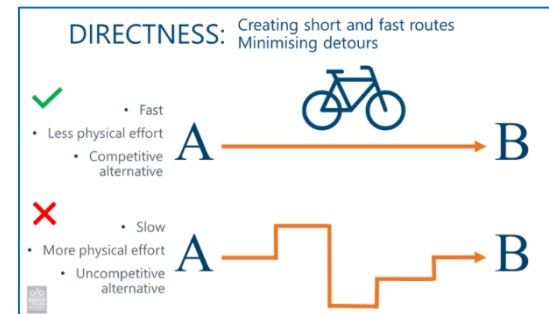 DIRECTNESS: Creating short and fast routes
Minimising detours
• Fast
• Less physical effort
• Competitive
alternative
A
B
• Slow
• More physical effort
• Uncompetitive
alternative
A
B